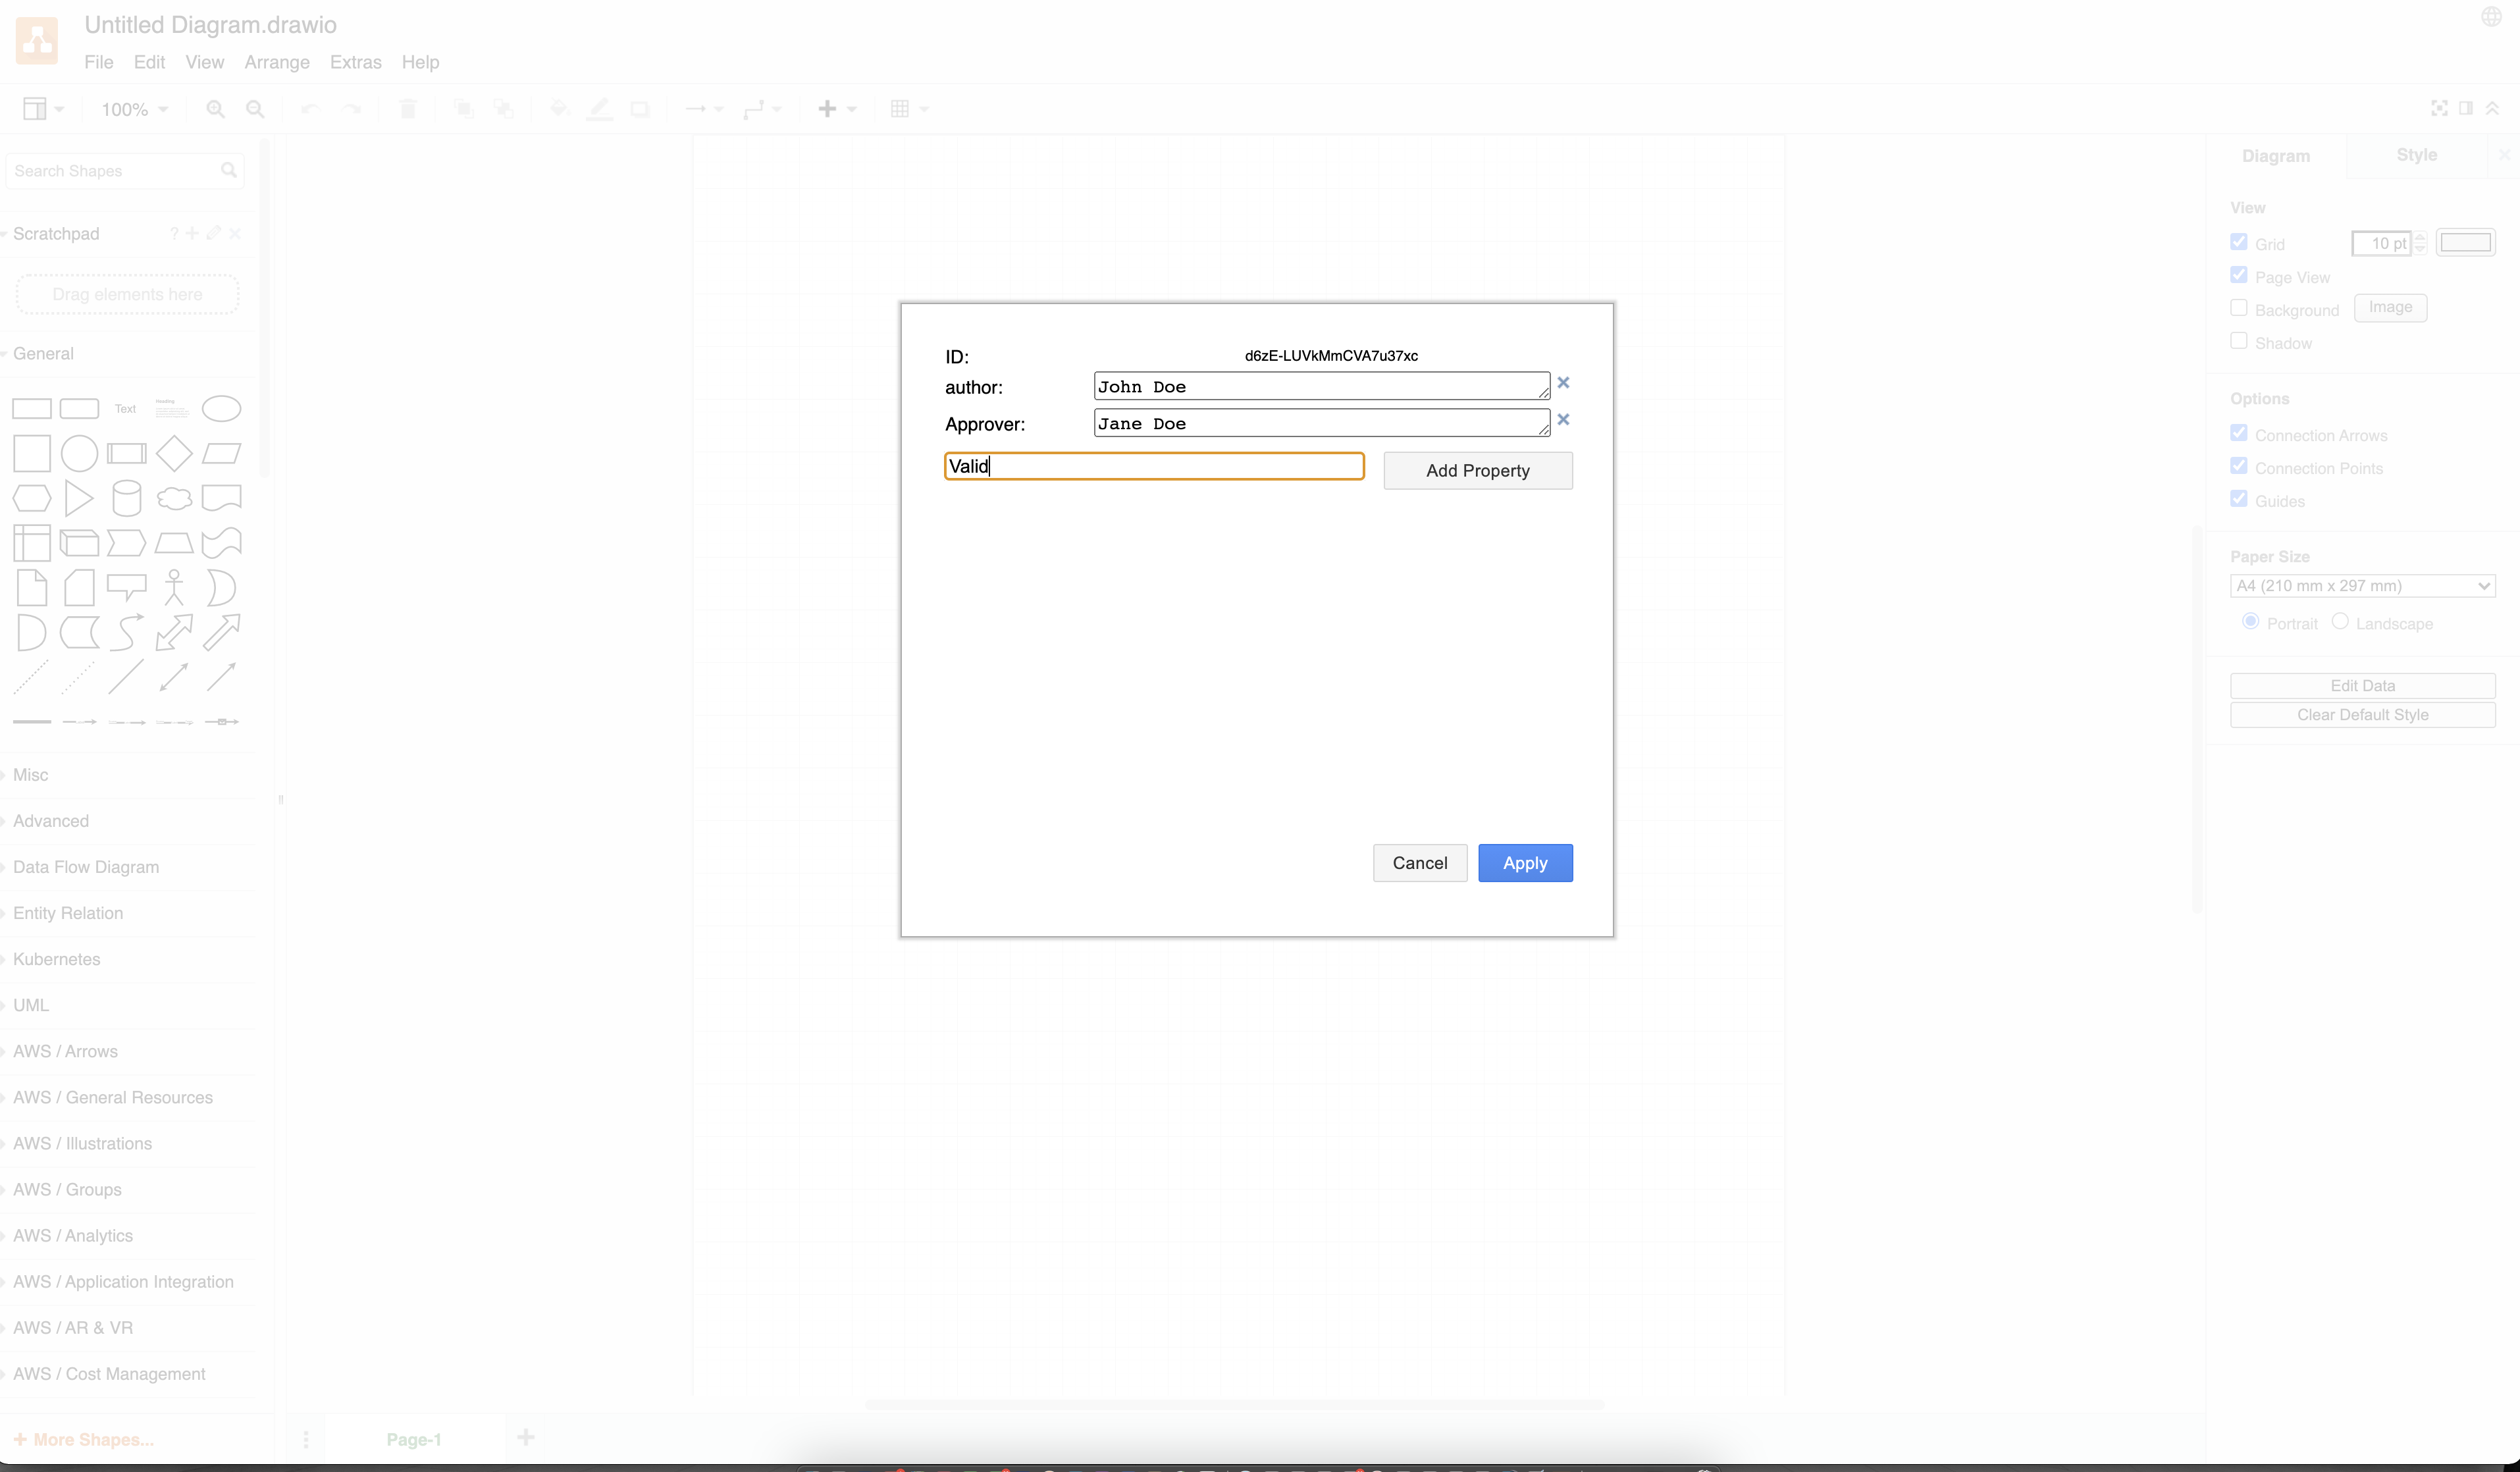 Untitled Diagram.drawio
File Edit View Arrange Extras Help
100%
Search Shapes
Scratchpad ?
Drag elements here
General
Text
Heading
Misc
Advanced
Data Flow Diagram
Entity Relation
Kubernetes
UML
AWS / Arrows
AWS / General Resources
AWS / Illustrations
AWS / Groups
AWS / Analytics
AWS / Application Integration
AWS / AR & VR
AWS / Cost Management
+ More Shapes...
Page-1
ID: d6zE-LUVkMmCVA7u37xc
author: John Doe
Approver: Jane Doe
Valid Add Property
Cancel Apply
Diagram Style
View
Grid 10 pt
Page View
Background Image
Shadow
Options
Connection Arrows
Connection Points
Guides
Paper Size
A4 (210 mm x 297 mm)
Portrait Landscape
Edit Data
Clear Default Style